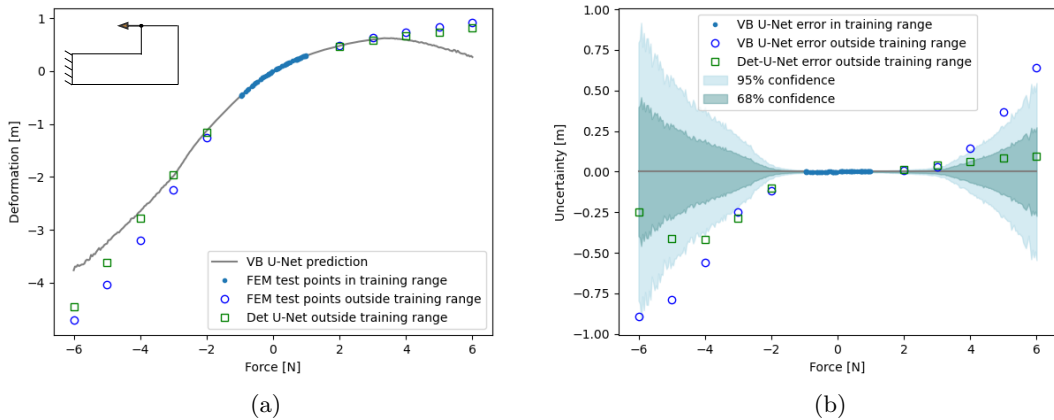 1
0
−1
−2
−3
−4
Deformation [m]
VB U-Net prediction
FEM test points in training range
FEM test points outside training range
Det U-Net outside training range
−6 −4 −2 0 2 4 6
Force [N]
(a)
1.00
0.75
0.50
0.25
0.00
−0.25
−0.50
−0.75
−1.00
Uncertainty [m]
VB U-Net error in training range
VB U-Net error outside training range
Det-U-Net error outside training range
95% confidence
68% confidence
−6 −4 −2 0 2 4 6
Force [N]
(b)